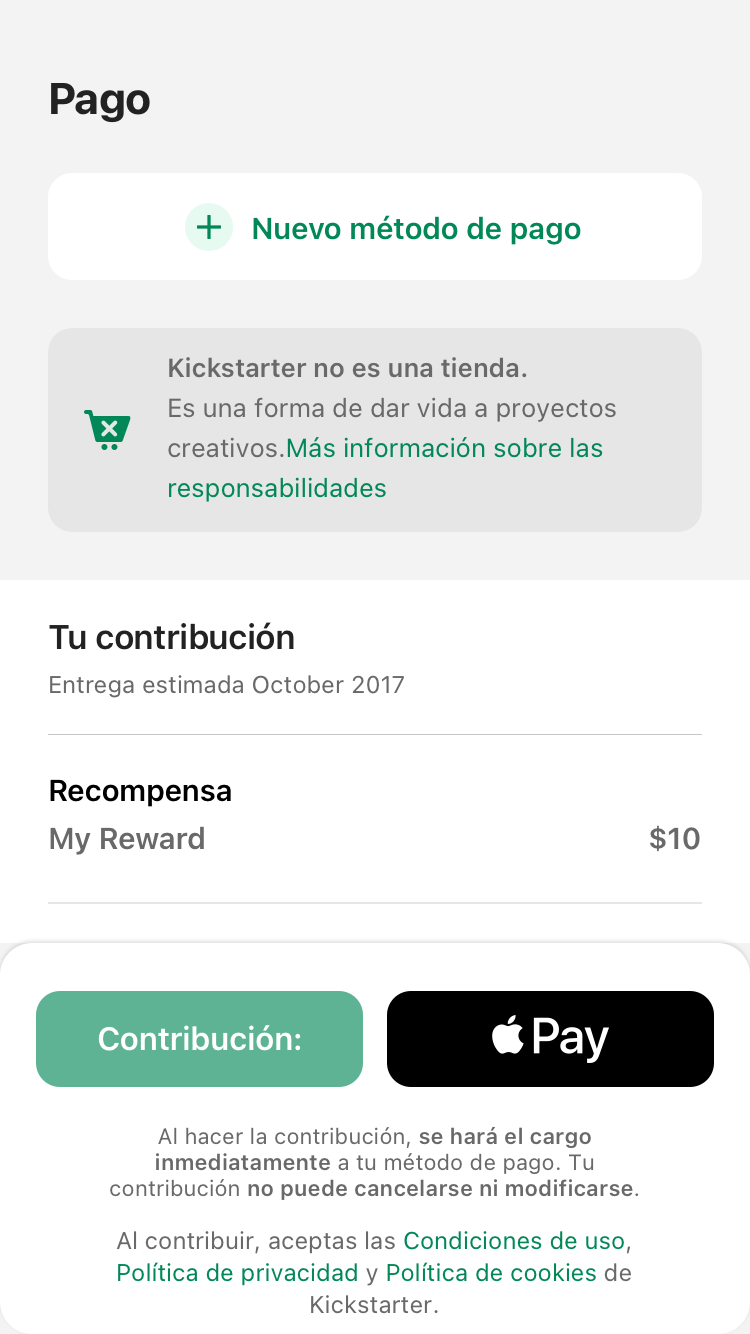 Pago
Nuevo método de pago
Kickstarter no es una tienda.
Es una forma de dar vida a proyectos
creativos.Más información sobre las
responsabilidades
Tu contribución
Entrega estimada October 2017
Recompensa
My Reward $10
Contribución: Pay
Al hacer la contribución, se hará el cargo
inmediatamente a tu método de pago. Tu
contribución no puede cancelarse ni modificarse.
Al contribuir, aceptas las Condiciones de uso,
Política de privacidad y Política de cookies de
Kickstarter.